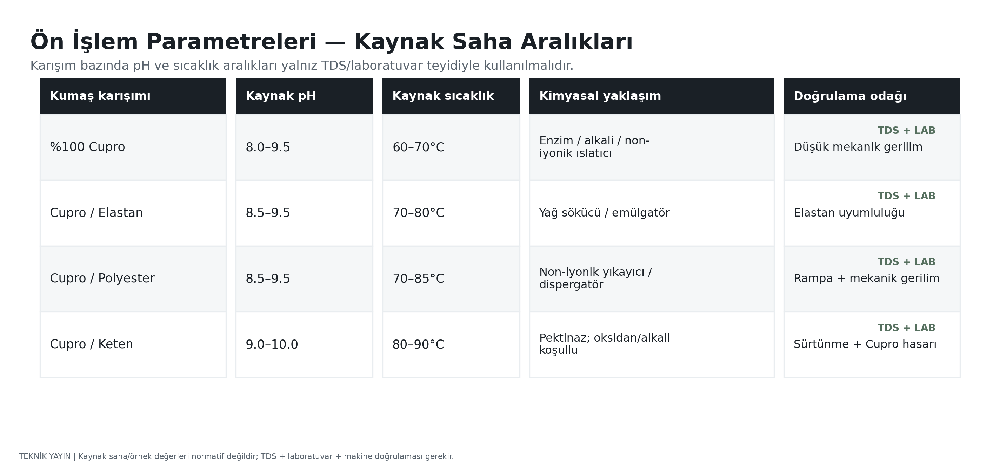 Ön İşlem Parametreleri — Kaynak Saha Aralıkları
Karışım bazında pH ve sıcaklık aralıkları yalnız TDS/laboratuvar teyidiyle kullanılmalıdır.
Kumaş karışımı
Kaynak pH
Kaynak sıcaklık
Kimyasal yaklaşım
Doğrulama odağı
%100 Cupro
8.0–9.5
60–70°C
Enzim / alkali / non-
iyonik ıslatıcı
TDS + LAB
Düşük mekanik gerilim
Cupro / Elastan
8.5–9.5
70–80°C
Yağ sökücü / emülgatör
TDS + LAB
Elastan uyumluluğu
Cupro / Polyester
8.5–9.5
70–85°C
Non-iyonik yıkayıcı /
dispergatör
TDS + LAB
Rampa + mekanik gerilim
Cupro / Keten
9.0–10.0
80–90°C
Pektinaz; oksidan/alkali
koşullu
TDS + LAB
Sürtünme + Cupro hasarı
TEKNİK YAYIN | Kaynak saha/örnek değerleri normatif değildir; TDS + laboratuvar + makine doğrulaması gerekir.